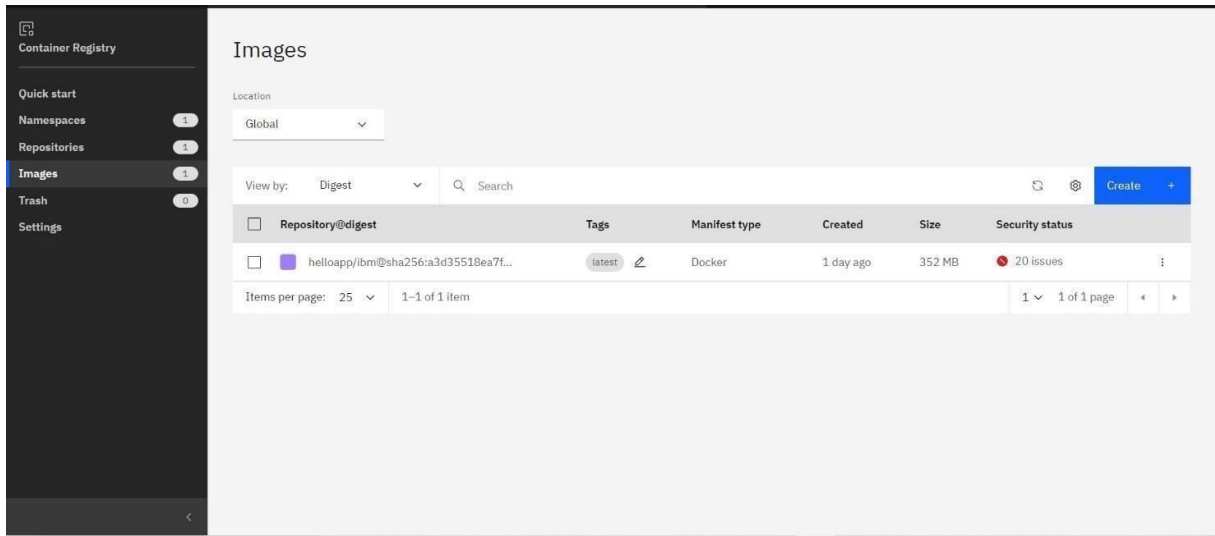 Container Registry
Quick start
Namespaces 1
Repositories 1
Images 1
Trash 0
Settings
Images
Location
Global
View by: Digest Search Create +
Repository@digest Tags Manifest type Created Size Security status
helloapp/ibm@sha256:a3d35518ea7f... latest Docker 1 day ago 352 MB 20 issues
Items per page: 25 1–1 of 1 item 1 1 of 1 page